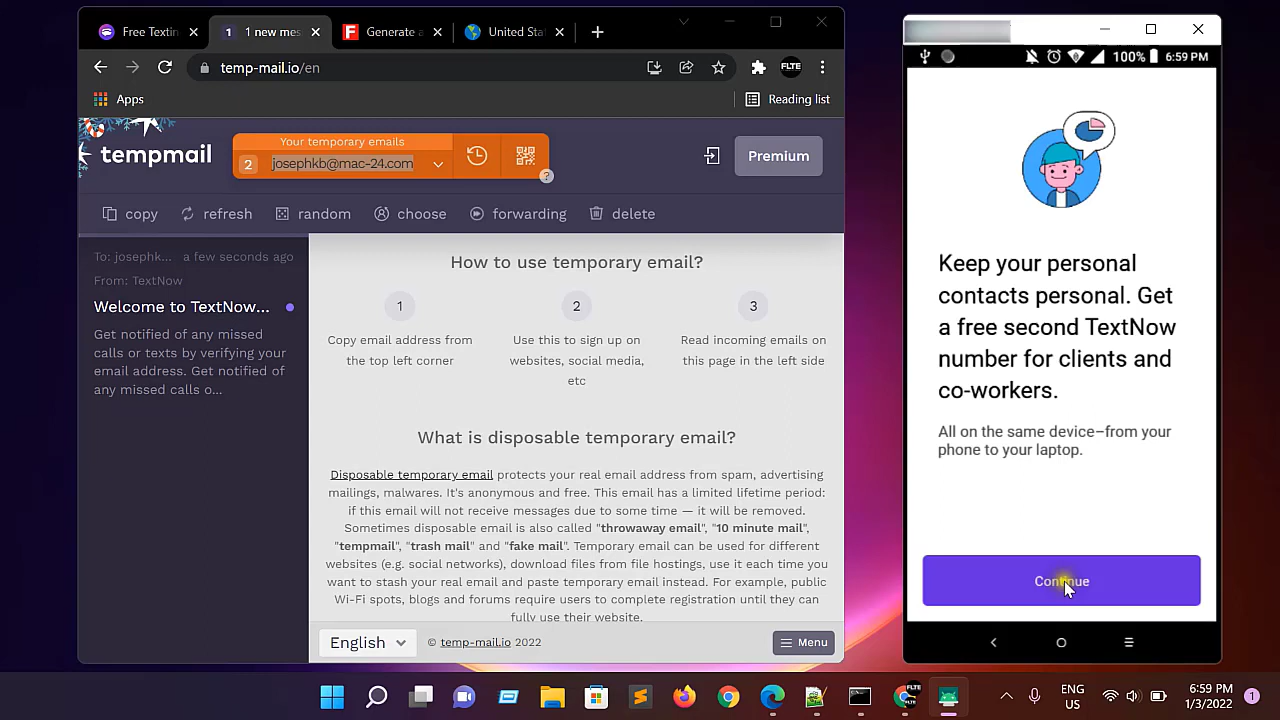 Free Textin
1 new mes
Generate a
United Stat
temp-mail.io/en
FLTE
Apps
Reading list
tempmail
Your temporary emails
2
josephkb@mac-24.com
?
Premium
copy
refresh
random
choose
forwarding
delete
To: josephk... a few seconds ago
From: TextNow
Welcome to TextNow...
Get notified of any missed
calls or texts by verifying your
email address. Get notified of
any missed calls o...
How to use temporary email?
1
2
3
Copy email address from
the top left corner
Use this to sign up on
websites, social media,
etc
Read incoming emails on
this page in the left side
What is disposable temporary email?
Disposable temporary email protects your real email address from spam, advertising
mailings, malwares. It's anonymous and free. This email has a limited lifetime period:
if this email will not receive messages due to some time — it will be removed.
Sometimes disposable email is also called "throwaway email", "10 minute mail",
"tempmail", "trash mail" and "fake mail". Temporary email can be used for different
websites (e.g. social networks), download files from file hostings, use it each time you
want to stash your real email and paste temporary email instead. For example, public
Wi-Fi spots, blogs and forums require users to complete registration until they can
fully use their website.
English
© temp-mail.io 2022
Menu
100%
6:59 PM
Keep your personal
contacts personal. Get
a free second TextNow
number for clients and
co-workers.
All on the same device–from your
phone to your laptop.
Continue
FLTE
ENG
US
6:59 PM
1/3/2022
1